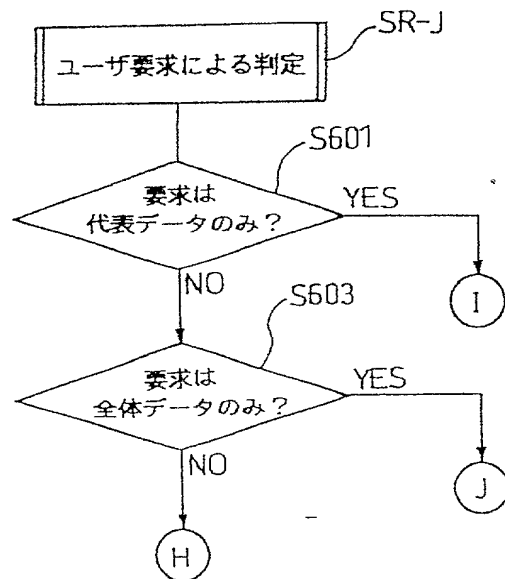 SR-J
ユーザ要求による判定
S601
要求は
代表データのみ？
YES
I
NO
S603
要求は
全体データのみ？
YES
J
NO
H